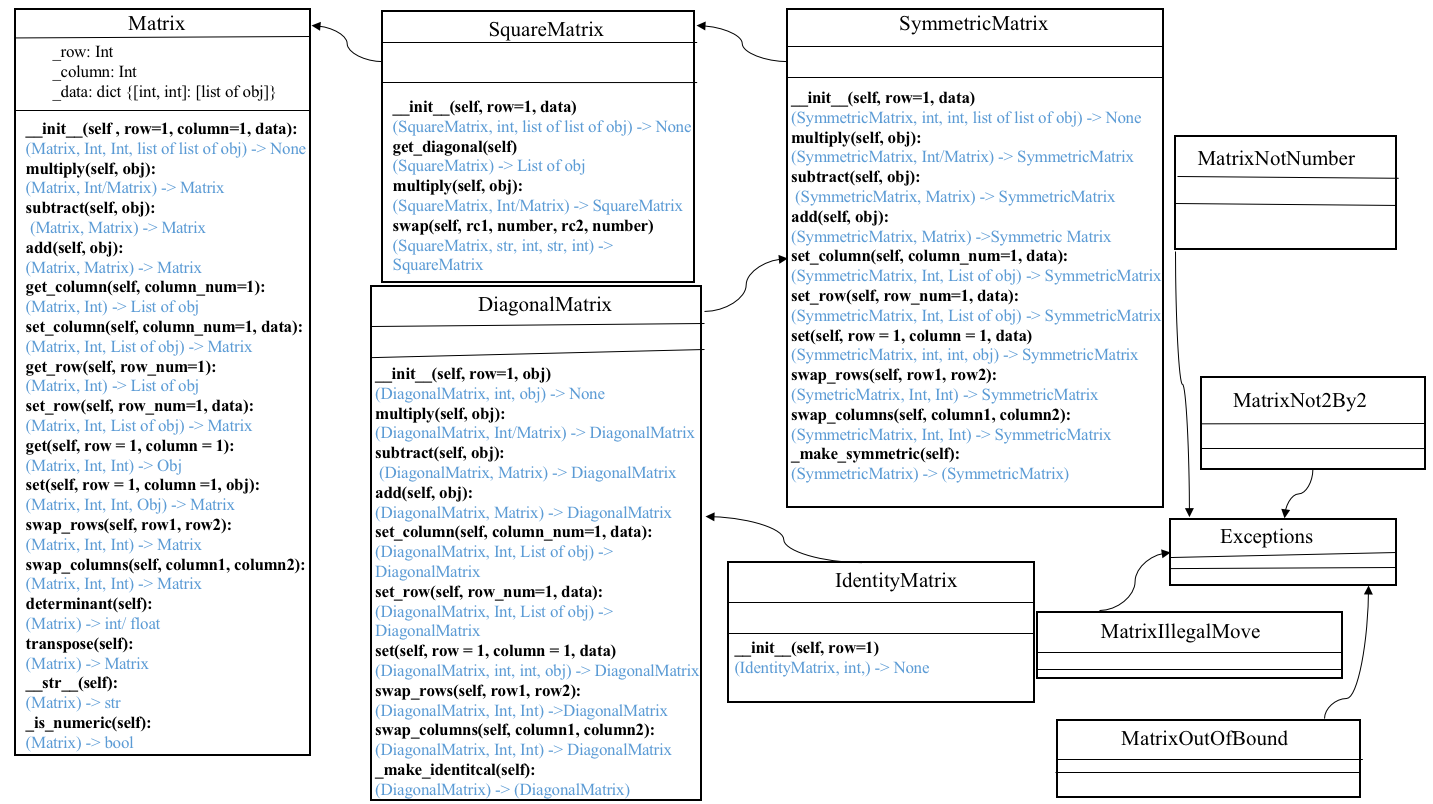 Matrix
_row: Int
_column: Int
_data: dict {[int, int]: [list of obj]}
__init__(self , row=1, column=1, data):
(Matrix, Int, Int, list of list of obj) -> None
multiply(self, obj):
(Matrix, Int/Matrix) -> Matrix
subtract(self, obj):
(Matrix, Matrix) -> Matrix
add(self, obj):
(Matrix, Matrix) -> Matrix
get_column(self, column_num=1):
(Matrix, Int) -> List of obj
set_column(self, column_num=1, data):
(Matrix, Int, List of obj) -> Matrix
get_row(self, row_num=1):
(Matrix, Int) -> List of obj
set_row(self, row_num=1, data):
(Matrix, Int, List of obj) -> Matrix
get(self, row = 1, column = 1):
(Matrix, Int, Int) -> Obj
set(self, row = 1, column =1, obj):
(Matrix, Int, Int, Obj) -> Matrix
swap_rows(self, row1, row2):
(Matrix, Int, Int) -> Matrix
swap_columns(self, column1, column2):
(Matrix, Int, Int) -> Matrix
determinant(self):
(Matrix) -> int/ float
transpose(self):
(Matrix) -> Matrix
__str__(self):
(Matrix) -> str
_is_numeric(self):
(Matrix) -> bool
SquareMatrix
__init__(self, row=1, data)
(SquareMatrix, int, list of list of obj) -> None
get_diagonal(self)
(SquareMatrix) -> List of obj
multiply(self, obj):
(SquareMatrix, Int/Matrix) -> SquareMatrix
swap(self, rc1, number, rc2, number)
(SquareMatrix, str, int, str, int) ->
SquareMatrix
DiagonalMatrix
__init__(self, row=1, obj)
(DiagonalMatrix, int, obj) -> None
multiply(self, obj):
(DiagonalMatrix, Int/Matrix) -> DiagonalMatrix
subtract(self, obj):
(DiagonalMatrix, Matrix) -> DiagonalMatrix
add(self, obj):
(DiagonalMatrix, Matrix) -> DiagonalMatrix
set_column(self, column_num=1, data):
(DiagonalMatrix, Int, List of obj) ->
DiagonalMatrix
set_row(self, row_num=1, data):
(DiagonalMatrix, Int, List of obj) ->
DiagonalMatrix
set(self, row = 1, column = 1, data)
(DiagonalMatrix, int, int, obj) -> DiagonalMatrix
swap_rows(self, row1, row2):
(DiagonalMatrix, Int, Int) ->DiagonalMatrix
swap_columns(self, column1, column2):
(DiagonalMatrix, Int, Int) -> DiagonalMatrix
_make_identitcal(self):
(DiagonalMatrix) -> (DiagonalMatrix)
SymmetricMatrix
__init__(self, row=1, data)
(SymmetricMatrix, int, int, list of list of obj) -> None
multiply(self, obj):
(SymmetricMatrix, Int/Matrix) -> SymmetricMatrix
subtract(self, obj):
(SymmetricMatrix, Matrix) -> SymmetricMatrix
add(self, obj):
(SymmetricMatrix, Matrix) ->Symmetric Matrix
set_column(self, column_num=1, data):
(SymmetricMatrix, Int, List of obj) -> SymmetricMatrix
set_row(self, row_num=1, data):
(SymmetricMatrix, Int, List of obj) -> SymmetricMatrix
set(self, row = 1, column = 1, data)
(SymmetricMatrix, int, int, obj) -> SymmetricMatrix
swap_rows(self, row1, row2):
(SymetricMatrix, Int, Int) -> SymmetricMatrix
swap_columns(self, column1, column2):
(SymmetricMatrix, Int, Int) -> SymmetricMatrix
_make_symmetric(self):
(SymmetricMatrix) -> (SymmetricMatrix)
IdentityMatrix
__init__(self, row=1)
(IdentityMatrix, int,) -> None
MatrixNotNumber
MatrixNot2By2
Exceptions
MatrixIllegalMove
MatrixOutOfBound